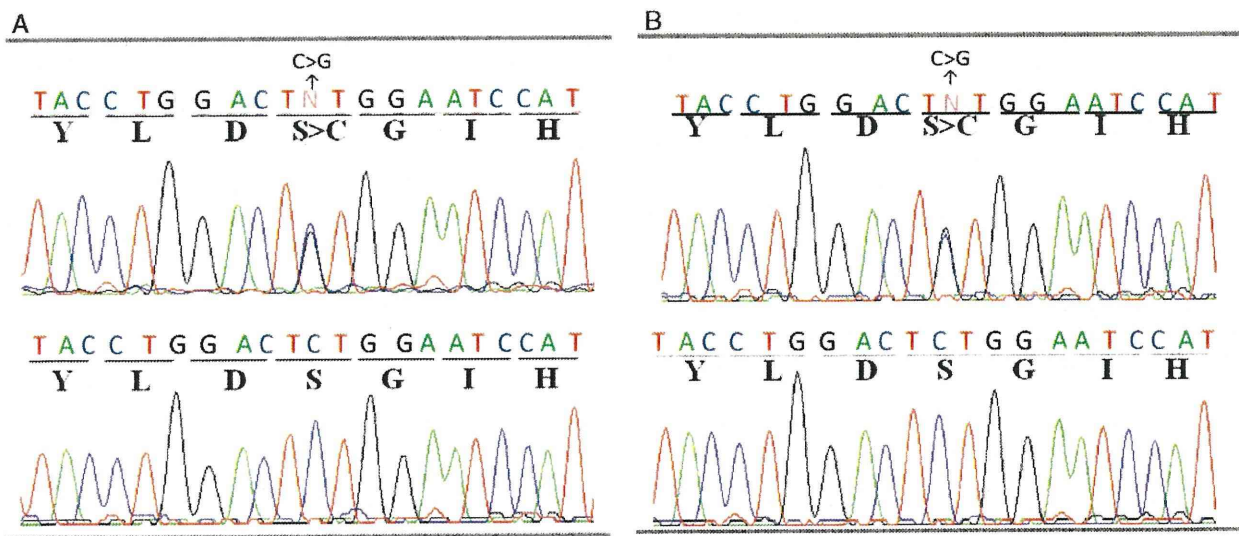 A
C>G
↑
TACCTGGACTNTGGAATCCAT
Y L D S>C G I H
TACCTGGACTCTGGAATCCAT
Y L D S G I H
B
C>G
↑
TACCTGGACTNTGGAATCCAT
Y L D S>C G I H
TACCTGGACTCTGGAATCCAT
Y L D S G I H